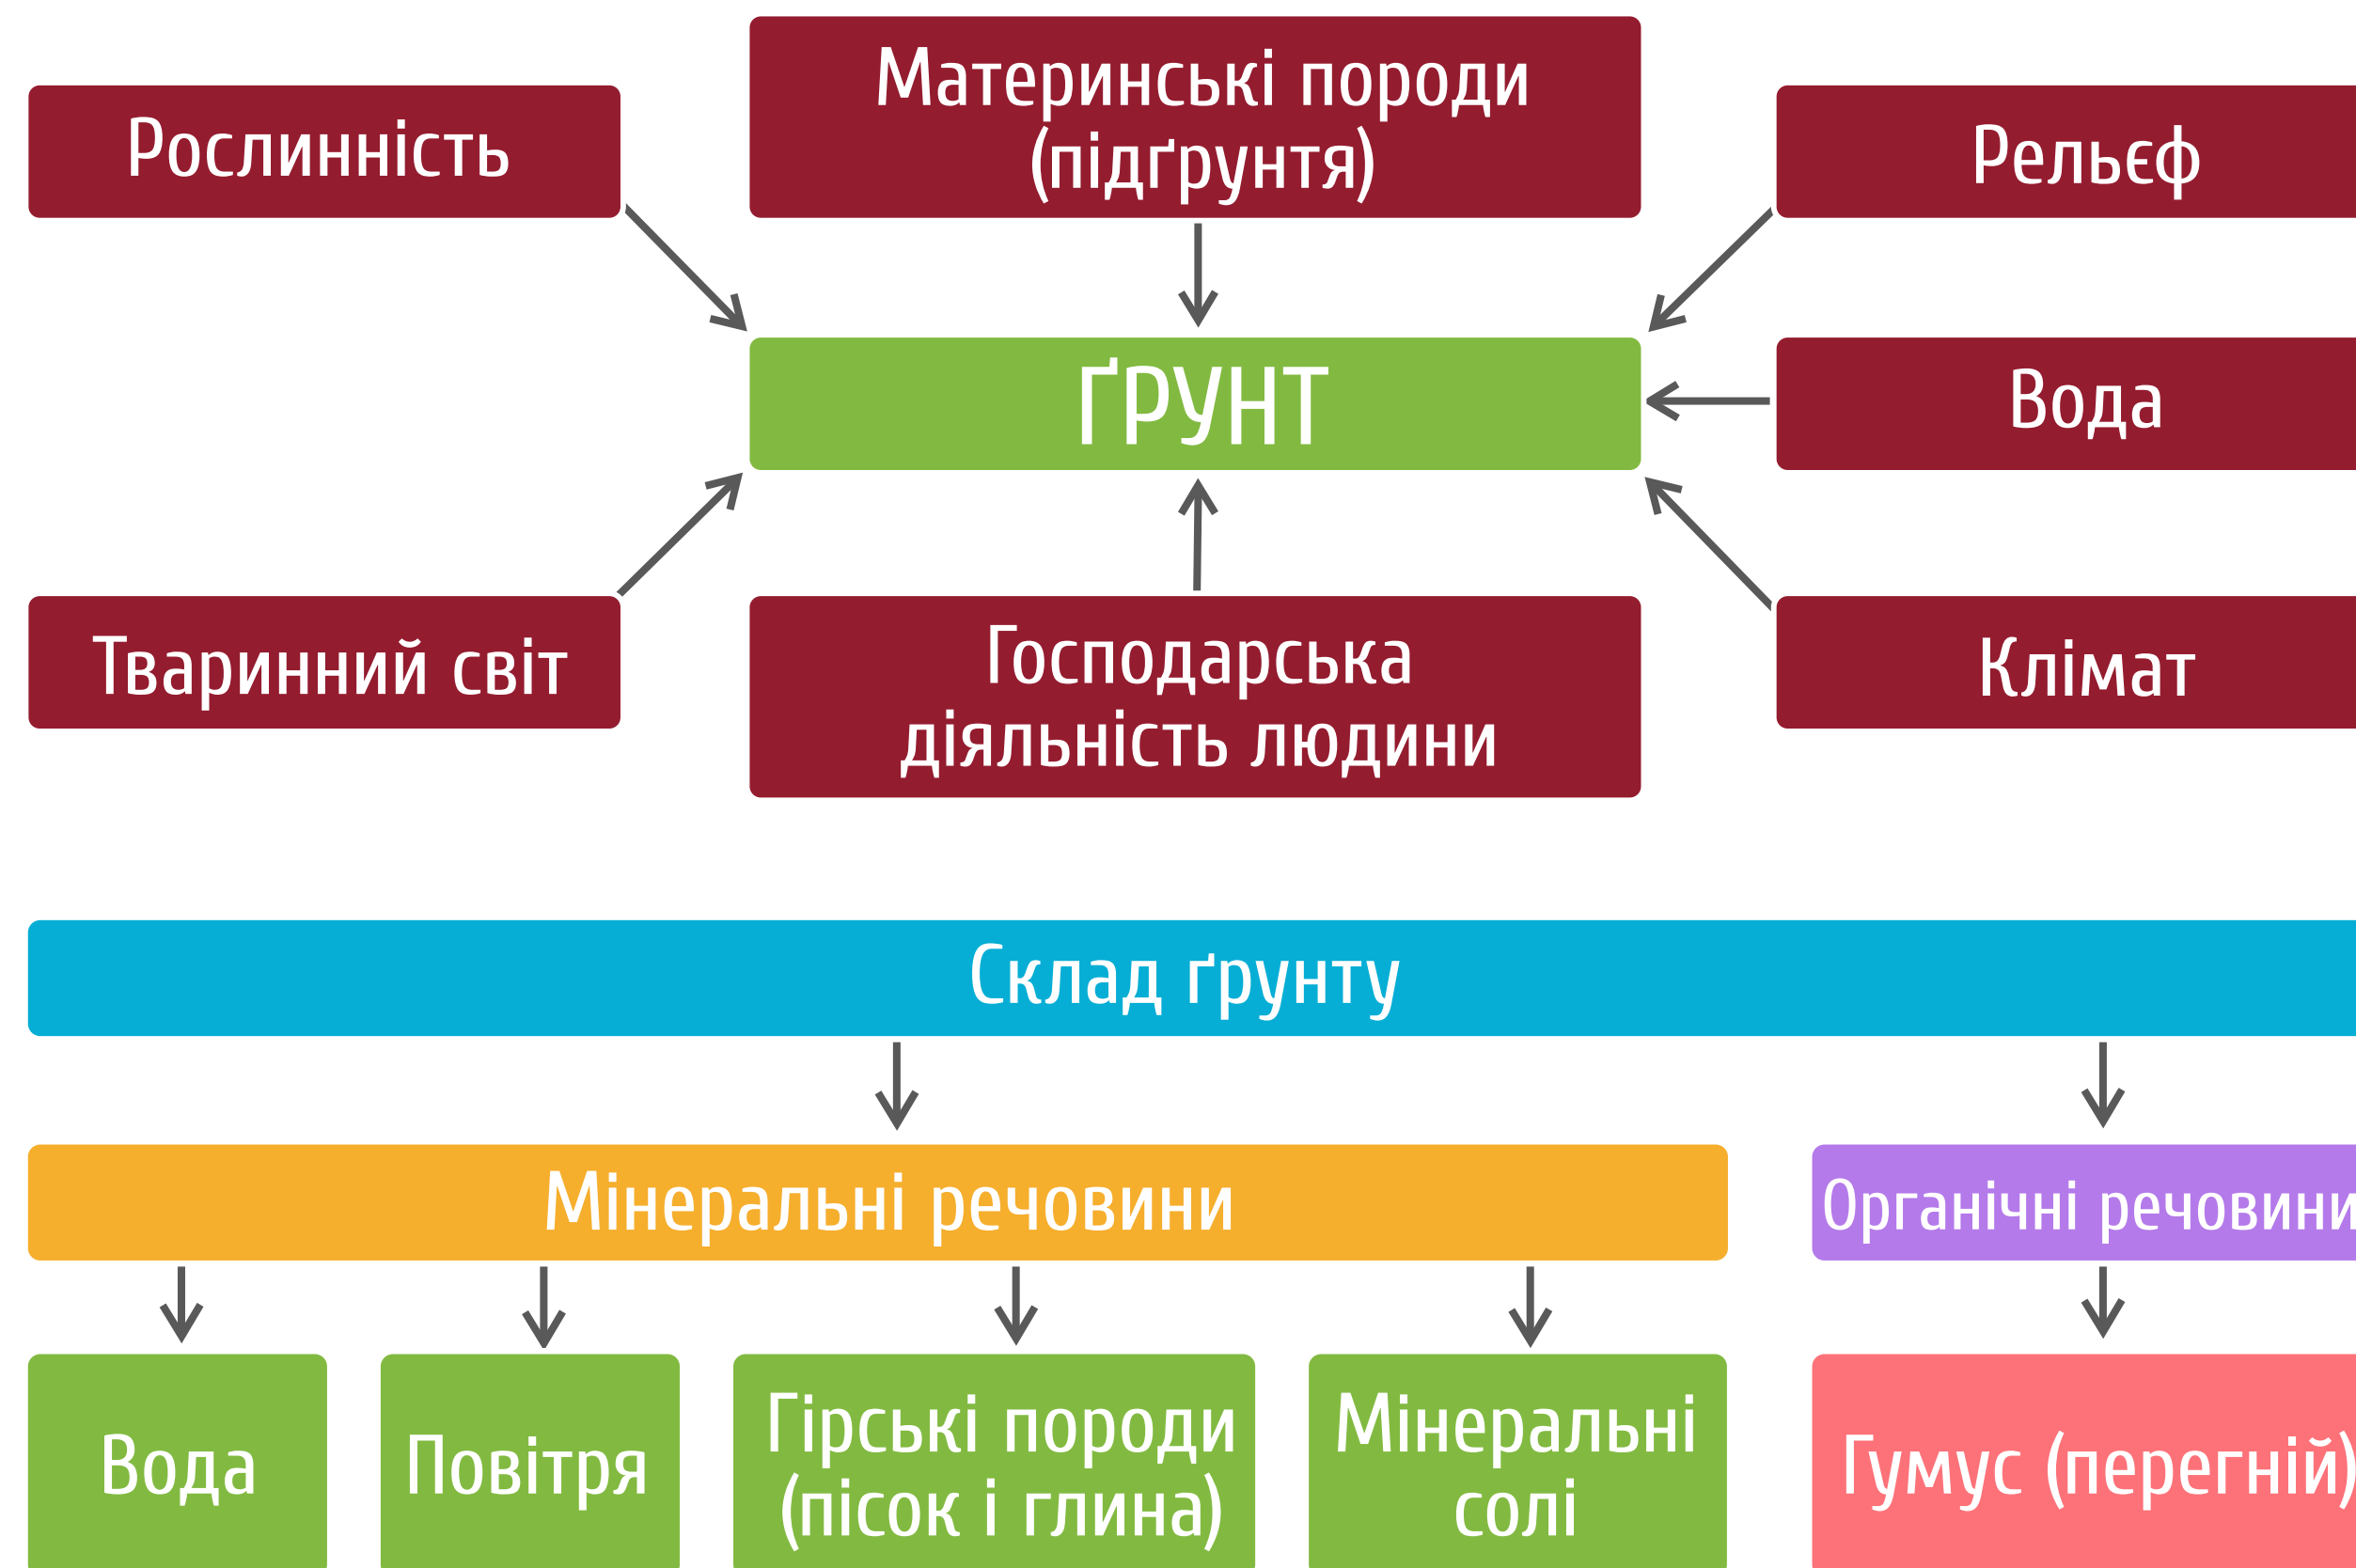 Материнські породи
(підґрунтя)
Рослинність
Рельєф
ҐРУНТ
Вода
Тваринний світ
Господарська
діяльність людини
Клімат
Склад ґрунту
Мінеральні речовини
Органічні речовини
Вода
Повітря
Гірські породи
(пісок і глина)
Мінеральні
солі
Гумус (перегній)